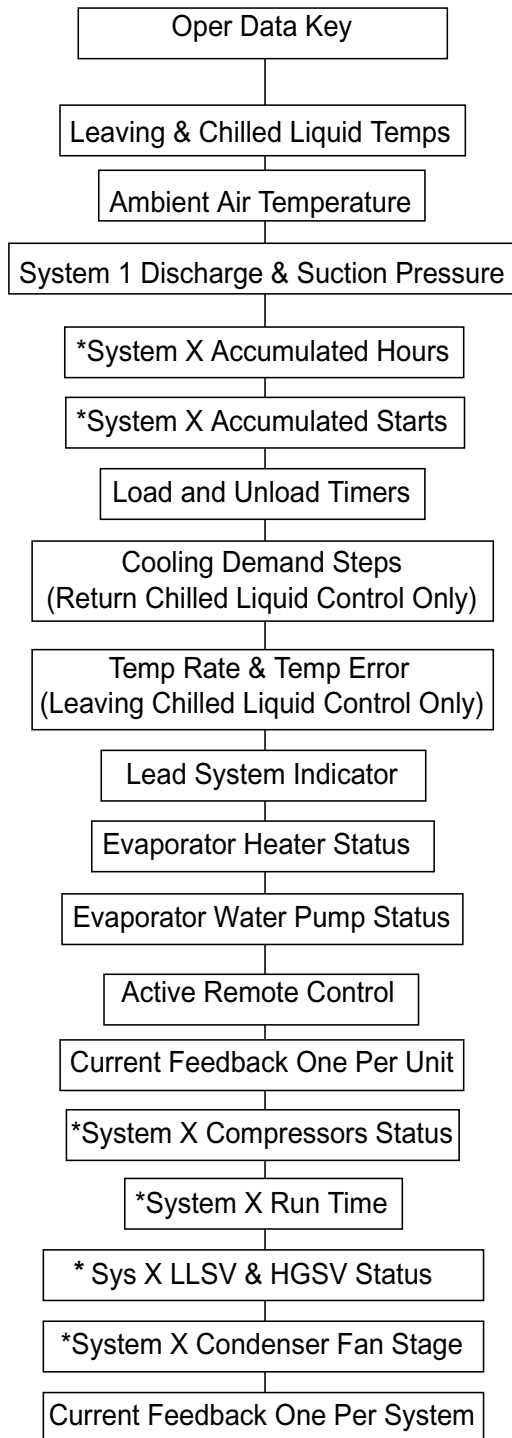 Oper Data Key
Leaving & Chilled Liquid Temps
Ambient Air Temperature
System 1 Discharge & Suction Pressure
*System X Accumulated Hours
*System X Accumulated Starts
Load and Unload Timers
Cooling Demand Steps
(Return Chilled Liquid Control Only)
Temp Rate & Temp Error
(Leaving Chilled Liquid Control Only)
Lead System Indicator
Evaporator Heater Status
Evaporator Water Pump Status
Active Remote Control
Current Feedback One Per Unit
*System X Compressors Status
*System X Run Time
* Sys X LLSV & HGSV Status
*System X Condenser Fan Stage
Current Feedback One Per System